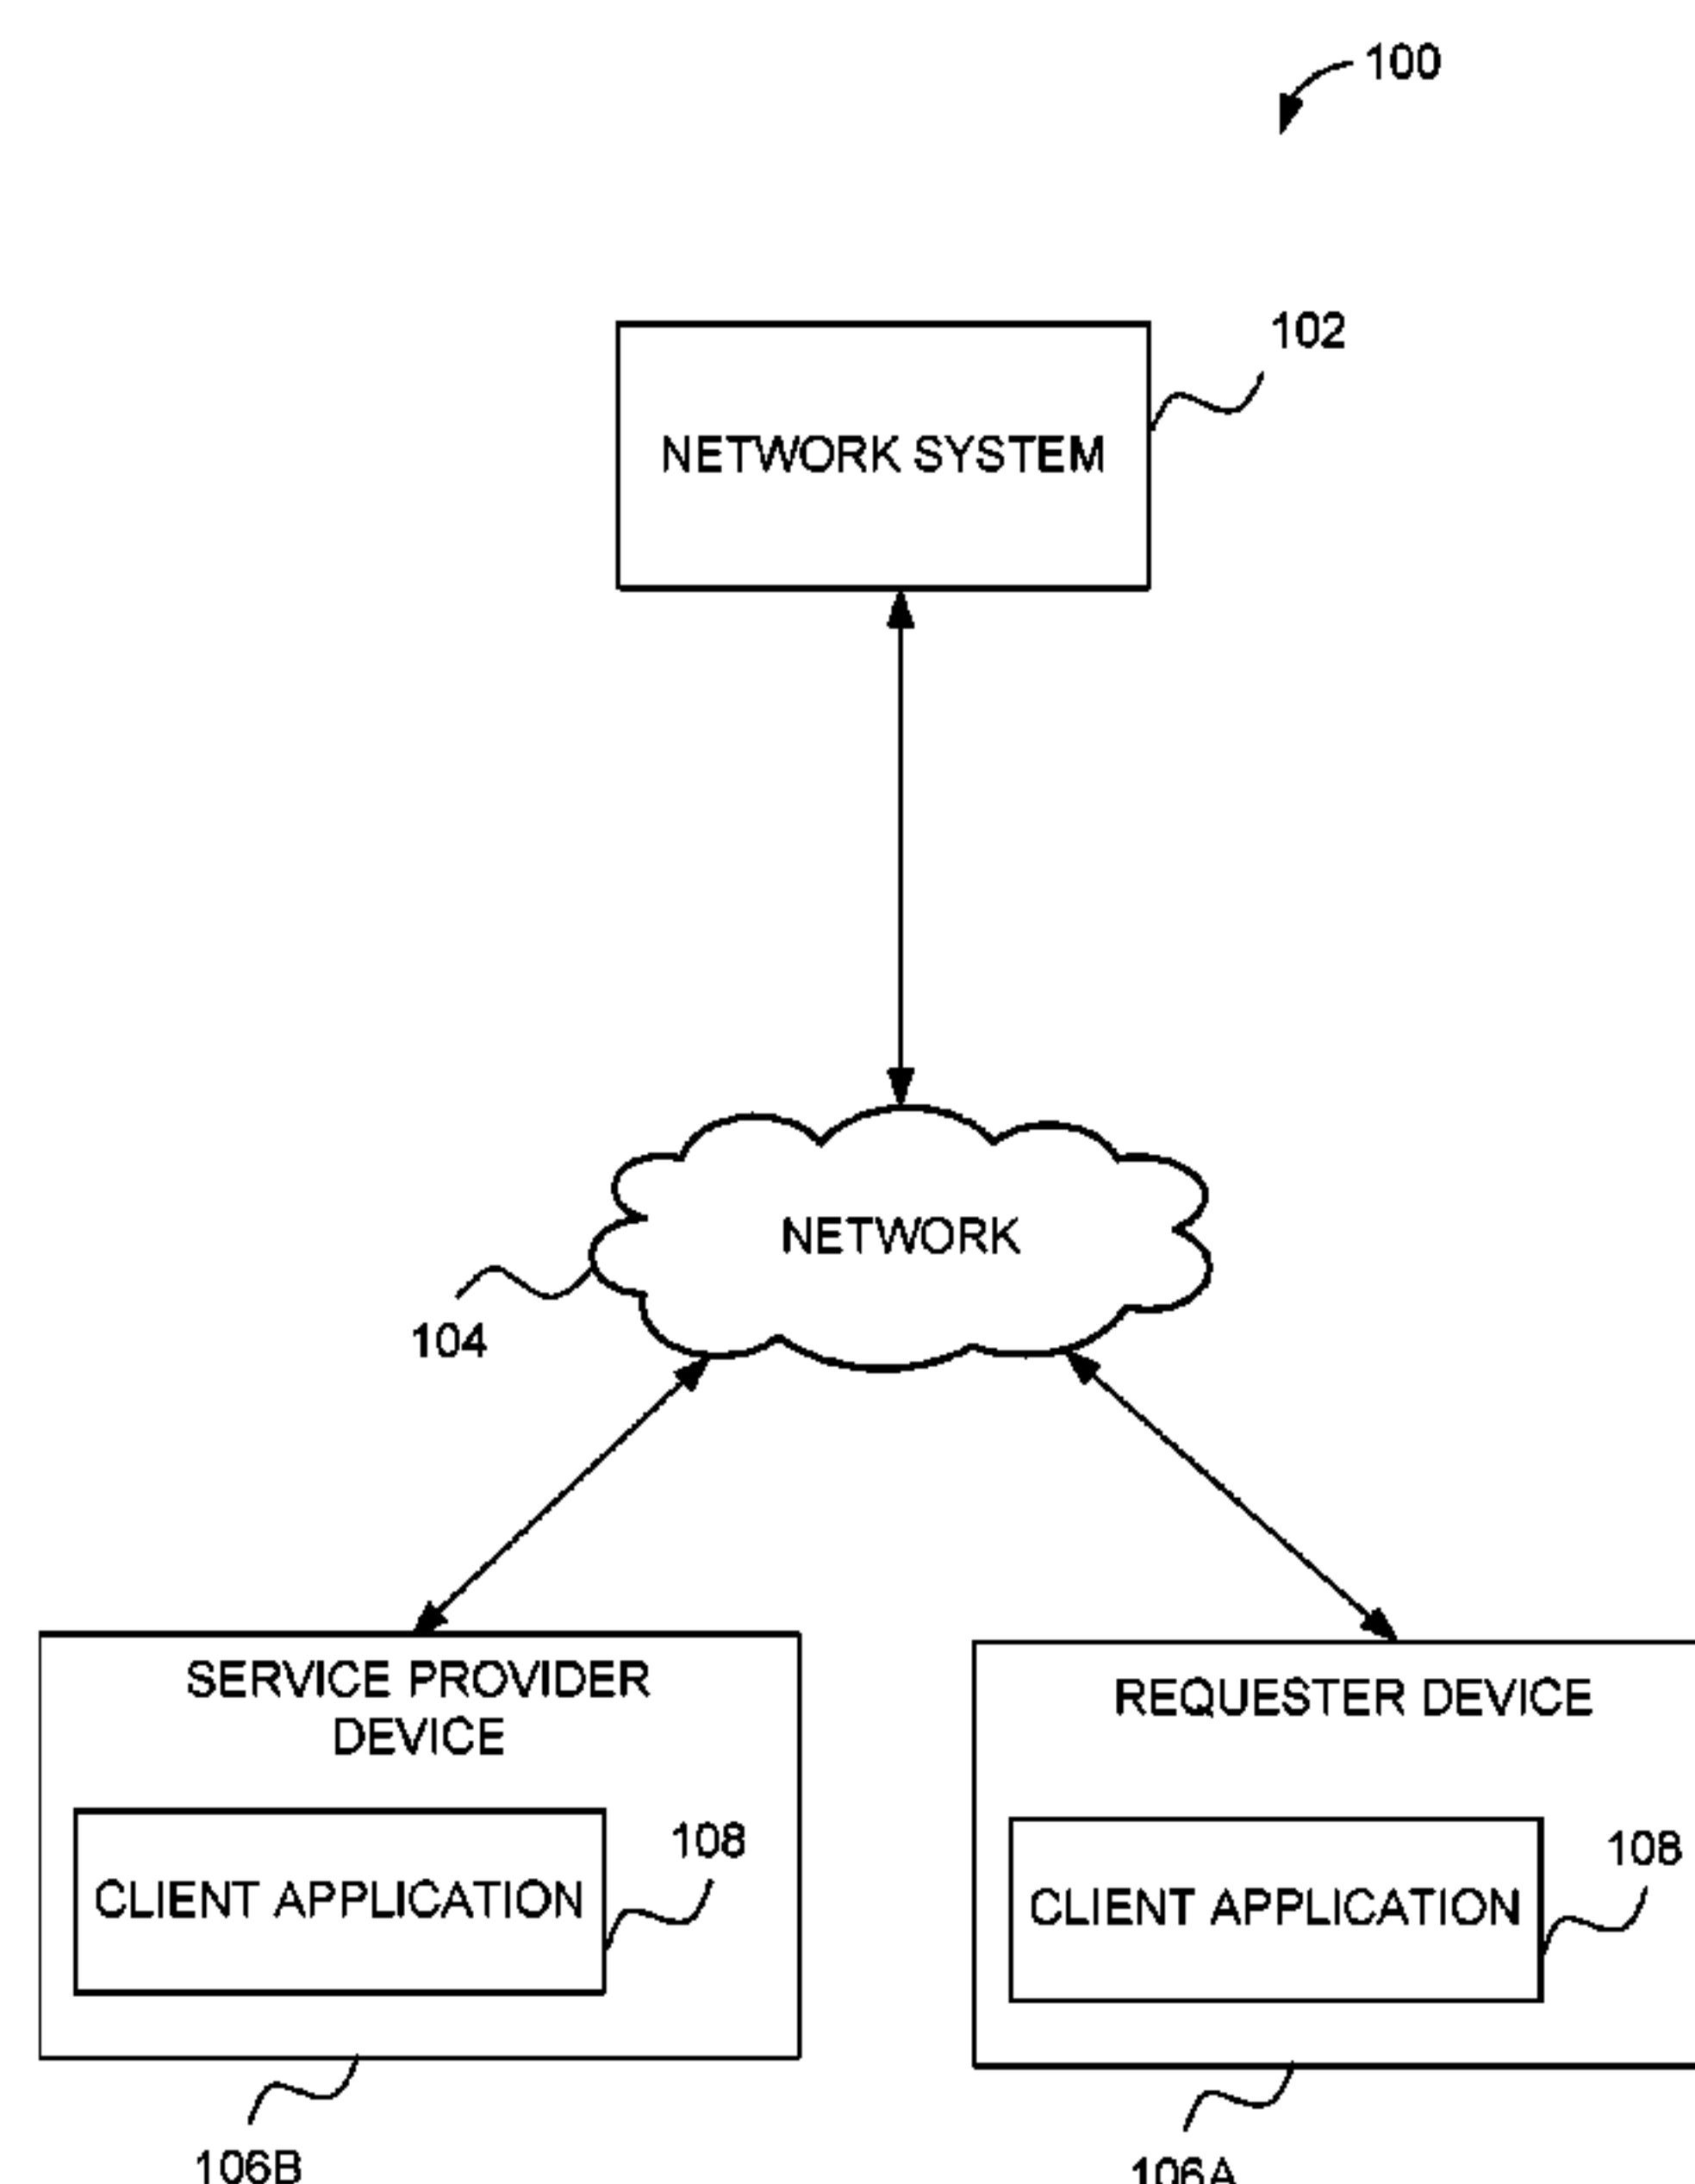 100
102
NETWORK SYSTEM
NETWORK
104
SERVICE PROVIDER
DEVICE
108
CLIENT APPLICATION
106B
REQUESTER DEVICE
108
CLIENT APPLICATION
106A